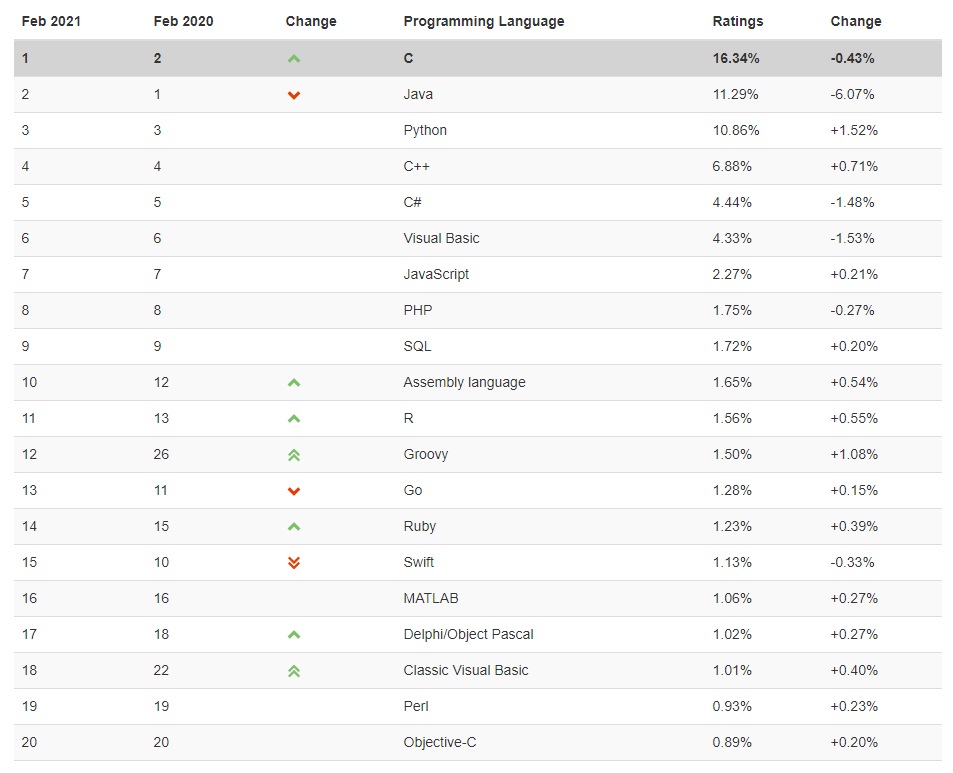 Feb 2021 Feb 2020 Change Programming Language Ratings Change
1 2 C 16.34% -0.43%
2 1 Java 11.29% -6.07%
3 3 Python 10.86% +1.52%
4 4 C++ 6.88% +0.71%
5 5 C# 4.44% -1.48%
6 6 Visual Basic 4.33% -1.53%
7 7 JavaScript 2.27% +0.21%
8 8 PHP 1.75% -0.27%
9 9 SQL 1.72% +0.20%
10 12 Assembly language 1.65% +0.54%
11 13 R 1.56% +0.55%
12 26 Groovy 1.50% +1.08%
13 11 Go 1.28% +0.15%
14 15 Ruby 1.23% +0.39%
15 10 Swift 1.13% -0.33%
16 16 MATLAB 1.06% +0.27%
17 18 Delphi/Object Pascal 1.02% +0.27%
18 22 Classic Visual Basic 1.01% +0.40%
19 19 Perl 0.93% +0.23%
20 20 Objective-C 0.89% +0.20%